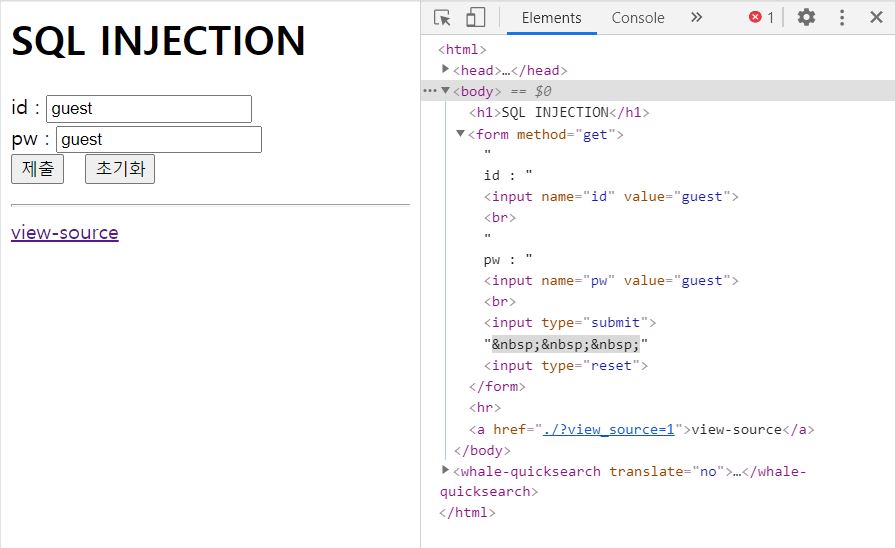 SQL INJECTION
id : guest
pw : guest
제출 초기화
view-source
Elements Console » 1
<html>
<head>…</head>
<body> == $0
<h1>SQL INJECTION</h1>
<form method="get">
"
id : "
<input name="id" value="guest">
<br>
"
pw : "
<input name="pw" value="guest">
<br>
<input type="submit">
"&nbsp;&nbsp;&nbsp;"
<input type="reset">
</form>
<hr>
<a href="./?view_source=1">view-source</a>
</body>
<whale-quicksearch translate="no">…</whale-
quicksearch>
</html>